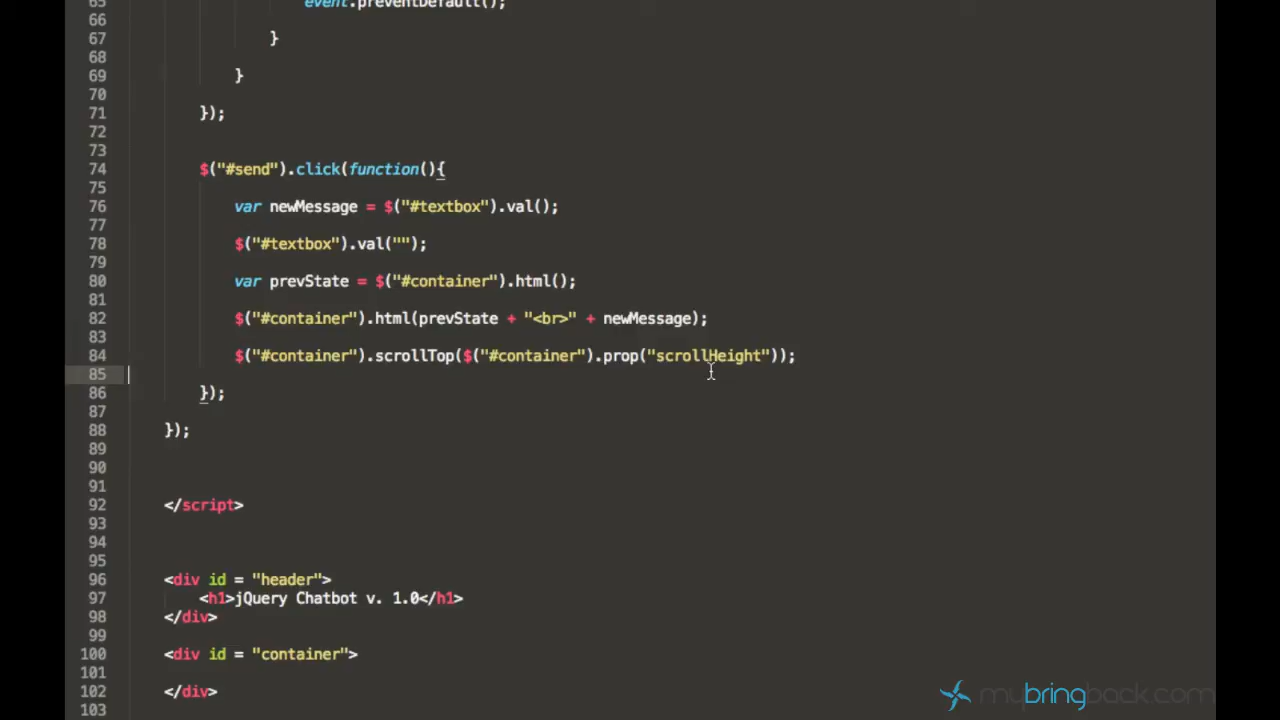 65 event.preventDefault();
66
67 }
68
69 }
70
71 });
72
73
74 $("#send").click(function(){
75
76 var newMessage = $("#textbox").val();
77
78 $("#textbox").val("");
79
80 var prevState = $("#container").html();
81
82 $("#container").html(prevState + "<br>" + newMessage);
83
84 $("#container").scrollTop($("#container").prop("scrollHeight"));
85
86 });
87
88 });
89
90
91
92 </script>
93
94
95
96 <div id = "header">
97 <h1>jQuery Chatbot v. 1.0</h1>
98 </div>
99
100 <div id = "container">
101
102 </div>
103
mybringback.com